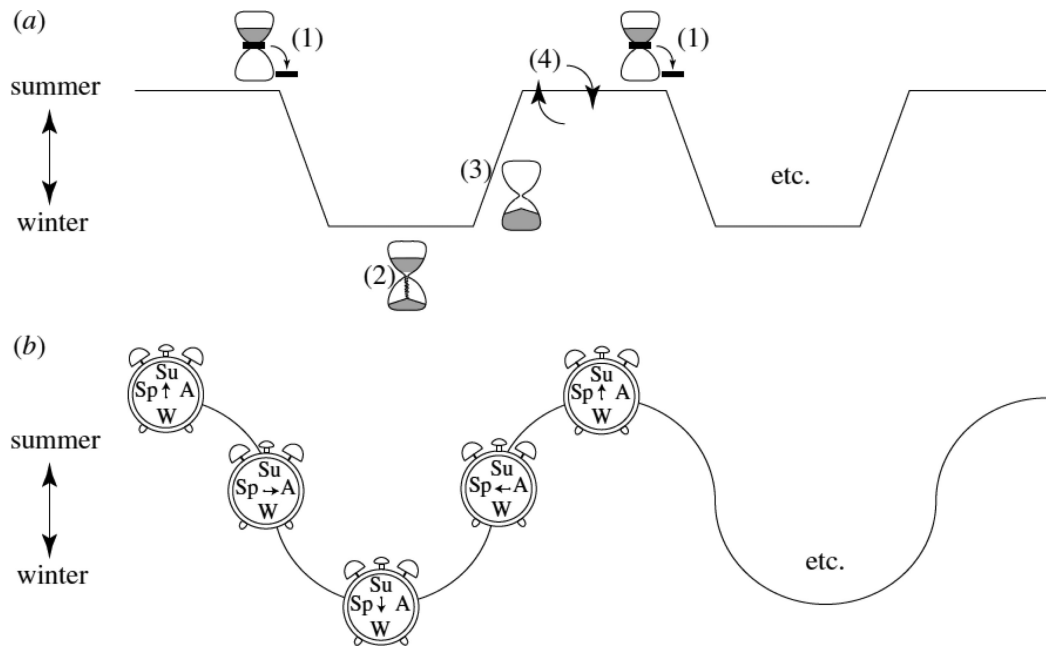 (a)
(1)
(4)
(1)
summer
(3)
etc.
winter
(2)
(b)
Su
Sp A
W
Su
Sp A
W
summer
Su
Sp A
W
Su
Sp A
W
etc.
winter
Su
Sp A
W